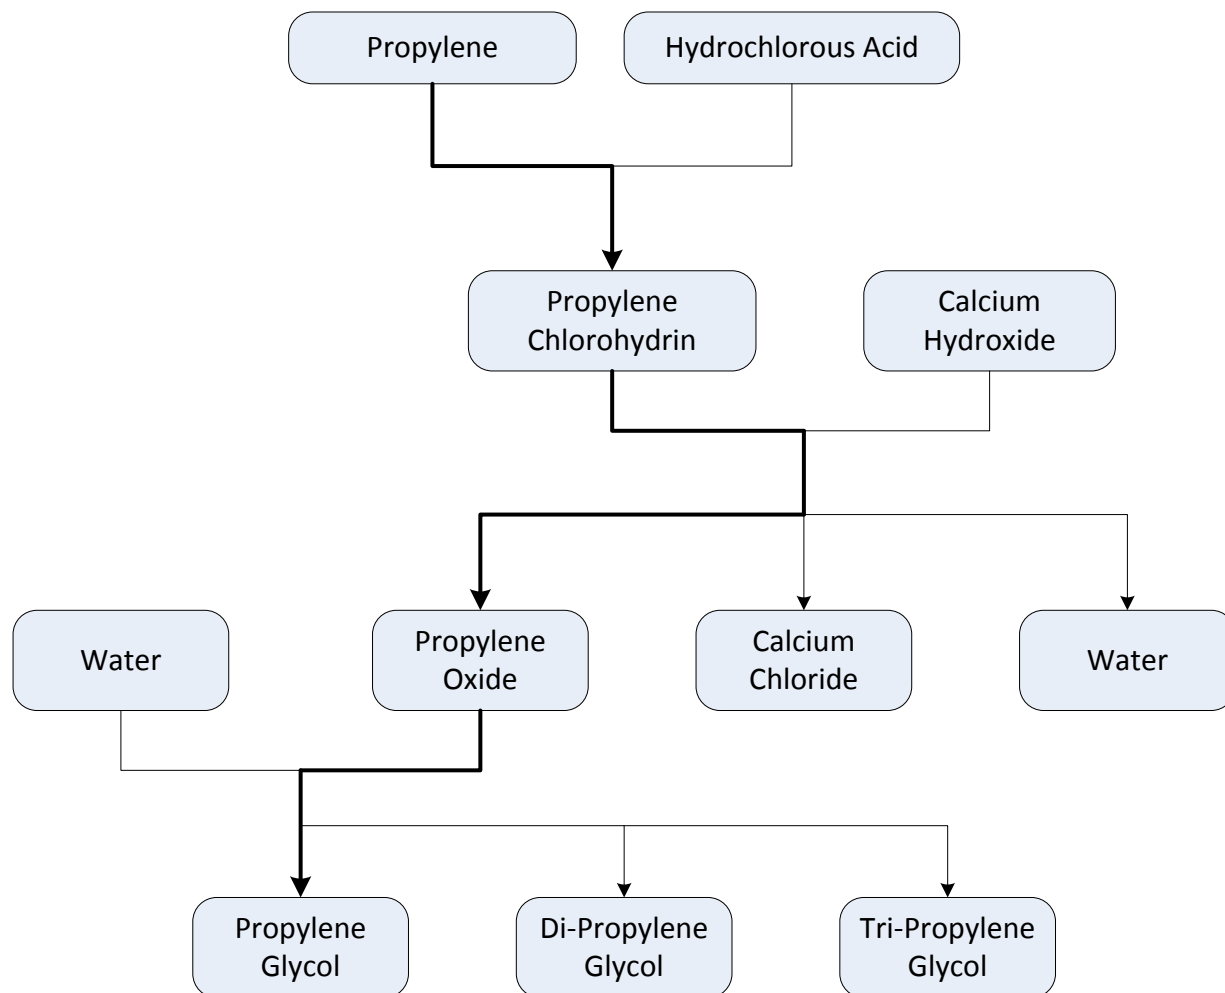 Propylene
Hydrochlorous Acid
Propylene
Chlorohydrin
Calcium
Hydroxide
Water
Propylene
Oxide
Calcium
Chloride
Water
Propylene
Glycol
Di-Propylene
Glycol
Tri-Propylene
Glycol